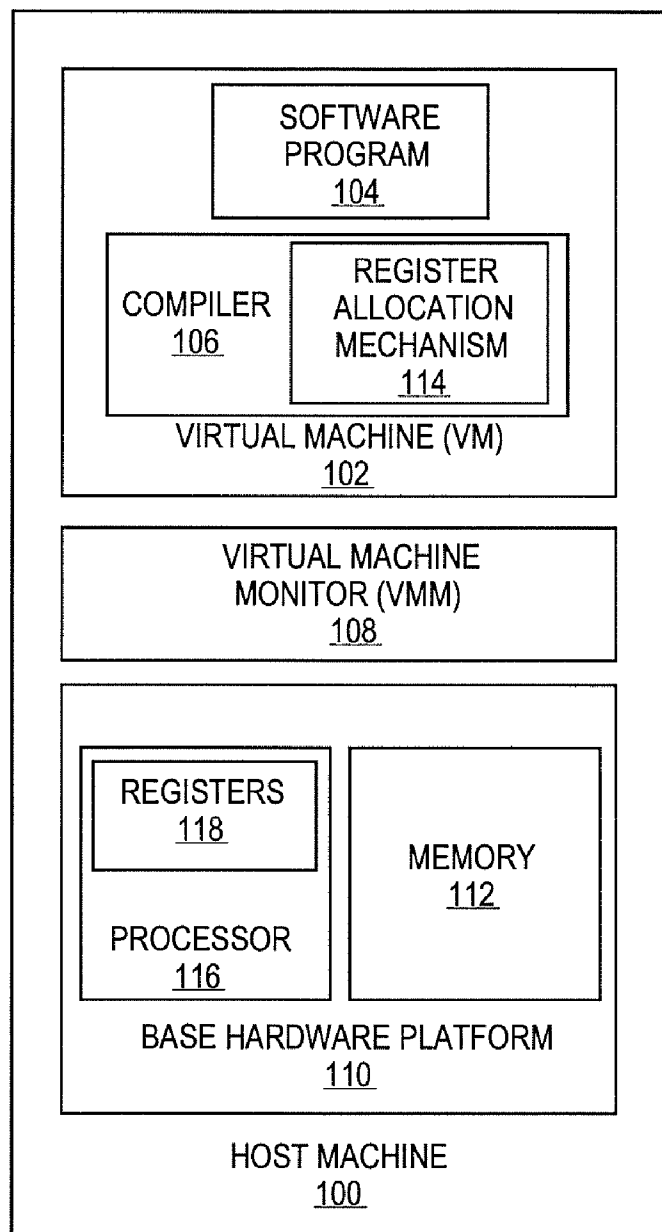 SOFTWARE
PROGRAM
104
COMPILER
106
REGISTER
ALLOCATION
MECHANISM
114
VIRTUAL MACHINE (VM)
102
VIRTUAL MACHINE
MONITOR (VMM)
108
REGISTERS
118
PROCESSOR
116
MEMORY
112
BASE HARDWARE PLATFORM
110
HOST MACHINE
100